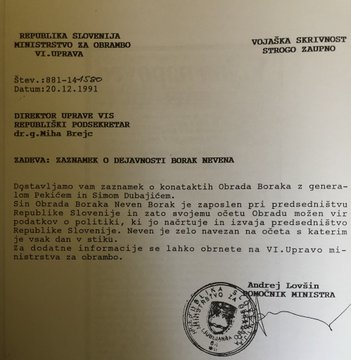 REPUBLIKA SLOVENIJA
MINISTRSTVO ZA OBRAMBO
VI.UPRAVA
VOJAŠKA SKRIVNOST
STROGO ZAUPNO
Štev.:881-14-1580
Datum:20.12.1991
DIREKTOR UPRAVE VIS
REPUBLIŠKI PODSEKRETAR
dr.g.Miha Brejc
ZADEVA: ZAZNAMEK O DEJAVNOSTI BORAK NEVENA
Dostavljamo vam zaznamek o konataktih Obrada Boraka z genera-
lom Pekićem in Simom Dubajićem.
Sin Obrada Boraka Neven Borak je zaposlen pri predsedništvu
Republike Slovenije in zato svojemu očetu Obradu možen vir
podatkov o politiki, ki jo načrtuje in izvaja predsedništvo
Republike Slovenije. Neven je zelo navezan na očeta s katerim
je vsak dan v stiku.
Za dodatne informacije se lahko obrnete na VI.Upravo mi-
nistrstva za obrambo.
Andrej Lovšin
POMOČNIK MINISTRA